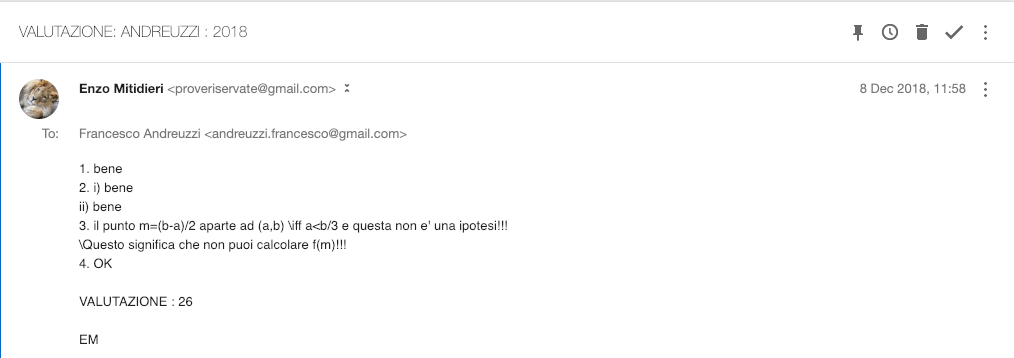 VALUTAZIONE: ANDREUZZI : 2018
Enzo Mitidieri <proveriservate@gmail.com>
8 Dec 2018, 11:58
To: Francesco Andreuzzi <andreuzzi.francesco@gmail.com>
1. bene
2. i) bene
ii) bene
3. il punto m=(b-a)/2 aparte ad (a,b) \iff a<b/3 e questa non e' una ipotesi!!!
\Questo significa che non puoi calcolare f(m)!!!
4. OK
VALUTAZIONE : 26
EM